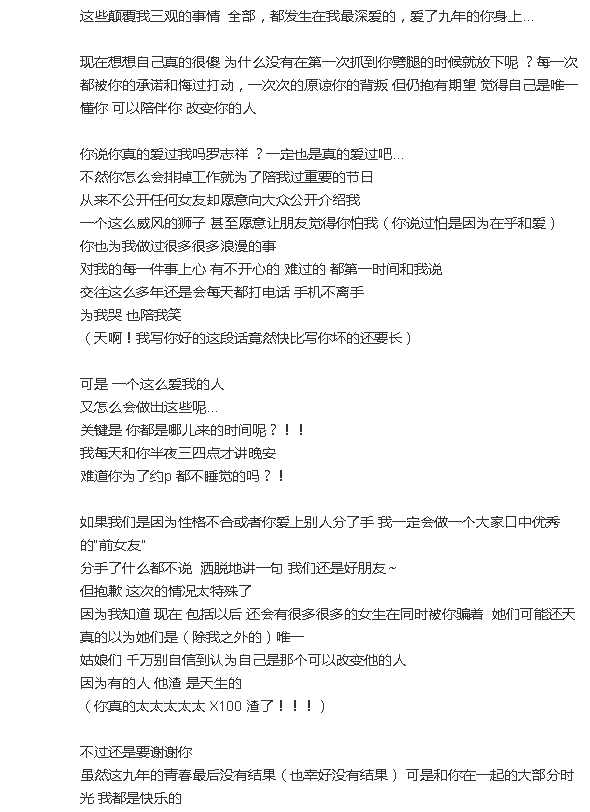 这些颠覆我三观的事情 全部，都发生在我最深爱的，爱了九年的你身上...
现在想想自己真的很傻 为什么没有在第一次抓到你劈腿的时候就放下呢 ？每一次
都被你的承诺和悔过打动，一次次的原谅你的背叛 但仍抱有期望 觉得自己是唯一
懂你 可以陪伴你 改变你的人
你说你真的爱过我吗罗志祥 ？一定也是真的爱过吧...
不然你怎么会排掉工作就为了陪我过重要的节日
从来不公开任何女友却愿意向大众公开介绍我
一个这么威风的狮子 甚至愿意让朋友觉得你怕我（你说过怕是因为在乎和爱）
你也为我做过很多很多浪漫的事
对我的每一件事上心 有不开心的 难过的 都第一时间和我说
交往这么多年还是会每天都打电话 手机不离手
为我哭 也陪我笑
（天啊！我写你好的这段话竟然快比写你坏的还要长）
可是 一个这么爱我的人
又怎么会做出这些呢...
关键是 你都是哪儿来的时间呢？！！
我每天和你半夜三四点才讲晚安
难道你为了约p 都不睡觉的吗？！
如果我们是因为性格不合或者你爱上别人分了手 我一定会做一个大家口中优秀
的"前女友"
分手了什么都不说 洒脱地讲一句 我们还是好朋友~
但抱歉 这次的情况太特殊了
因为我知道 现在 包括以后 还会有很多很多的女生在同时被你骗着 她们可能还天
真的以为她们是（除我之外的）唯一
姑娘们 千万别自信到认为自己是那个可以改变他的人
因为有的人 他渣 是天生的
（你真的太太太太太 X100 渣了！！！）
不过还是要谢谢你
虽然这九年的青春最后没有结果（也幸好没有结果） 可是和你在一起的大部分时
光 我都是快乐的